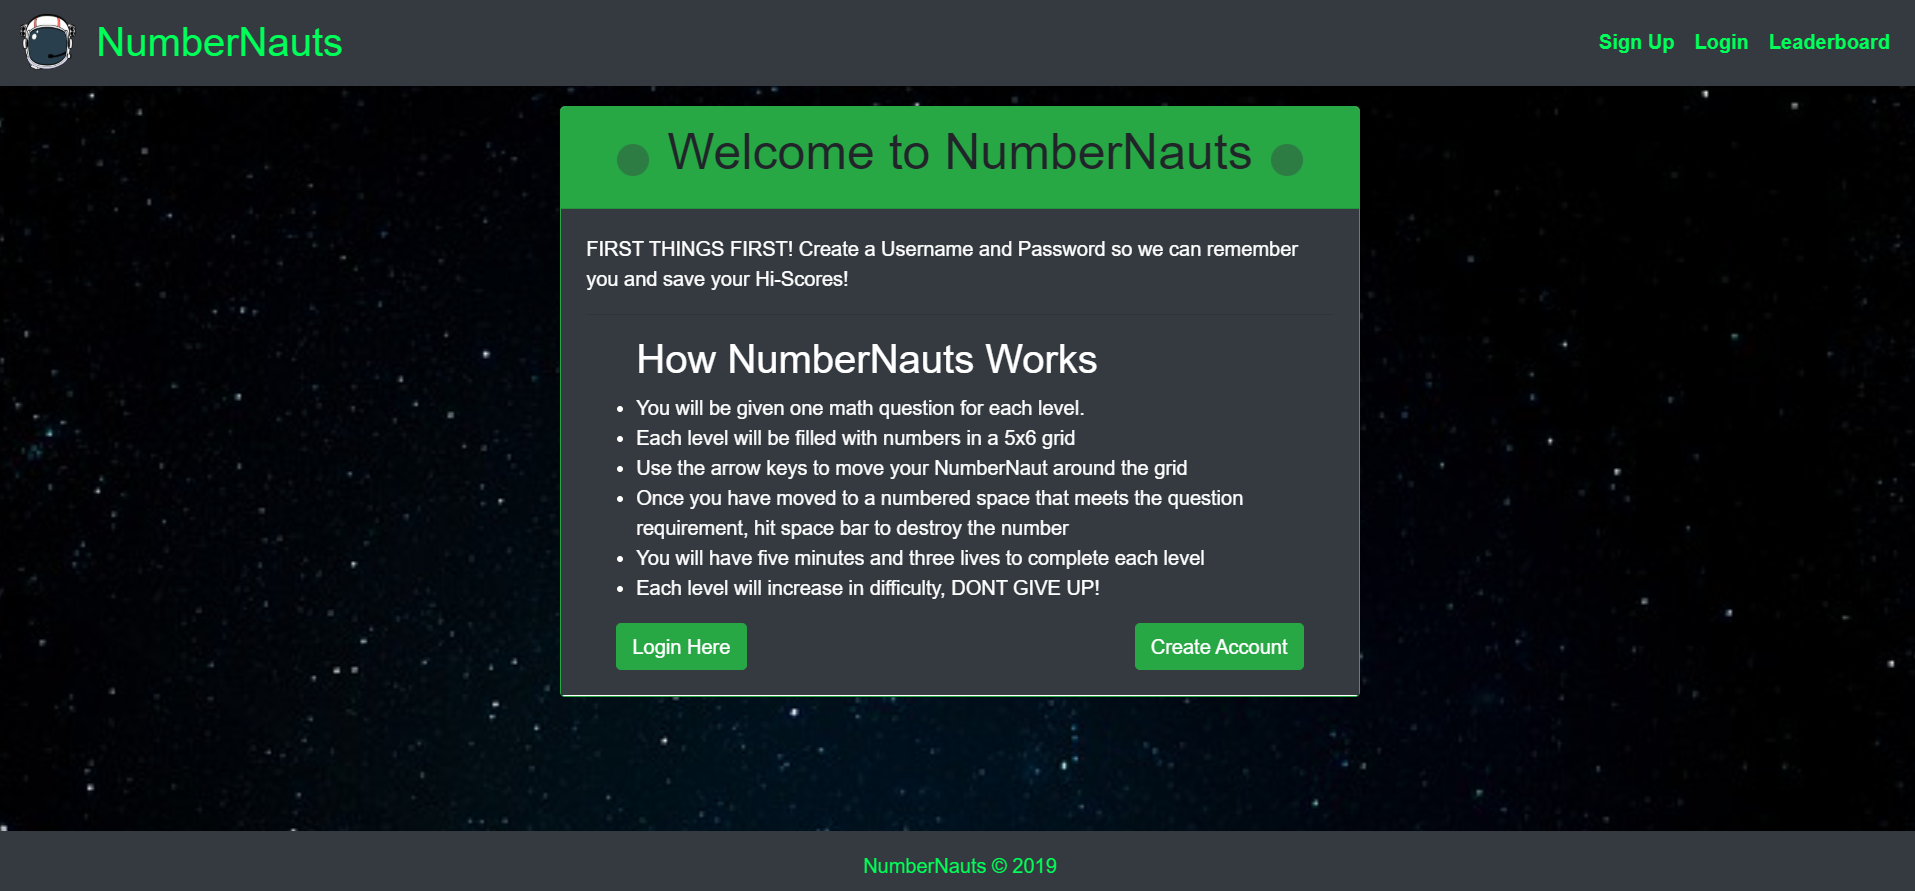 NumberNauts
Sign Up Login Leaderboard
Welcome to NumberNauts
FIRST THINGS FIRST! Create a Username and Password so we can remember
you and save your Hi-Scores!
How NumberNauts Works
• You will be given one math question for each level.
• Each level will be filled with numbers in a 5x6 grid
• Use the arrow keys to move your NumberNaut around the grid
• Once you have moved to a numbered space that meets the question
requirement, hit space bar to destroy the number
• You will have five minutes and three lives to complete each level
• Each level will increase in difficulty, DONT GIVE UP!
Login Here
Create Account
NumberNauts © 2019